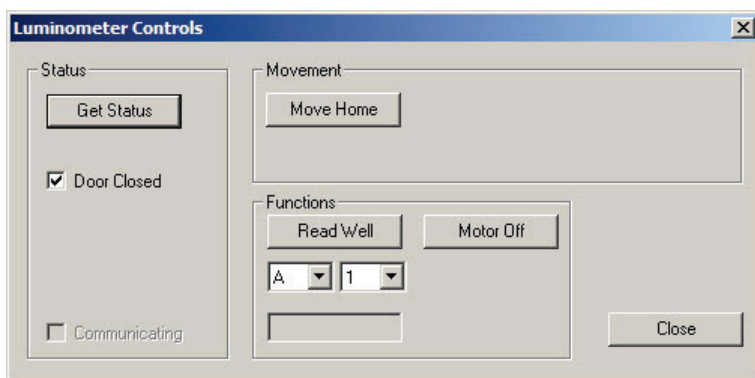 Luminometer Controls
Status
Get Status
Door Closed
Communicating
Movement
Move Home
Functions
Read Well
Motor Off
A
1
Close